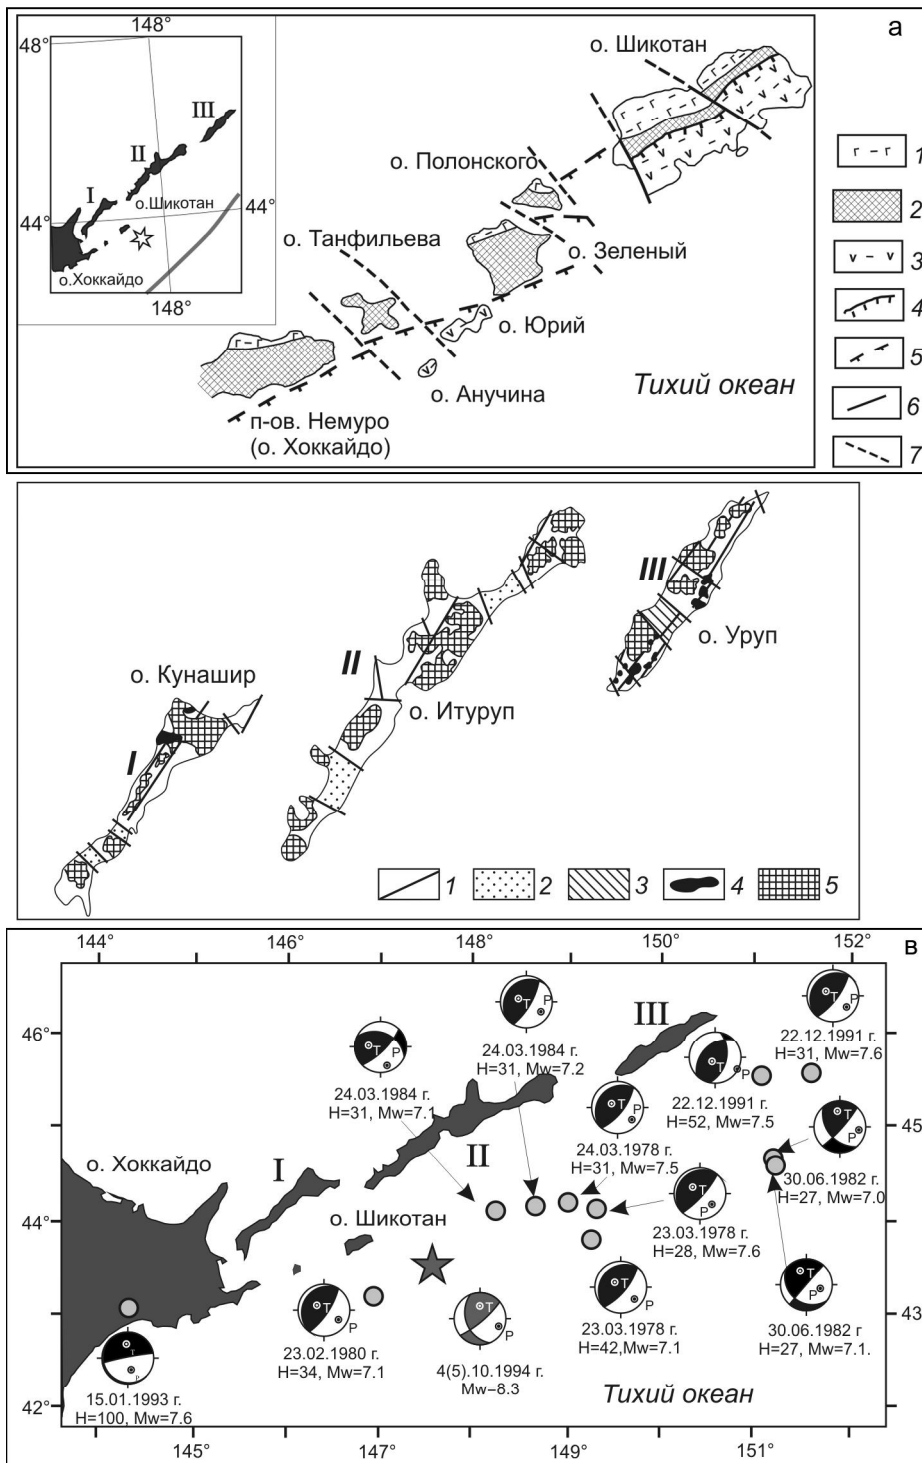 а
148°
48°
III
II
I
о.Шикотан
44°
44°
о.Хоккайдо
148°
о. Шикотан
о. Полонского
о. Танфильева
о. Зеленый
о. Юрий
о. Анучина
Тихий океан
п-ов. Немуро
(о. Хоккайдо)
1
2
3
4
5
6
7
III
о. Уруп
о. Кунашир
II
о. Итуруп
I
1
2
3
4
5
в
144°
146°
148°
150°
152°
46°
45
44°
43
42°
145°
147°
149°
151°
III
II
I
о. Хоккайдо
о. Шикотан
Тихий океан
T P
24.03.1984 г.
H=31, Mw=7.1
T P
24.03.1984 г.
H=31, Mw=7.2
T P
22.12.1991 г.
H=31, Mw=7.6
T P
22.12.1991 г.
H=52, Mw=7.5
T P
24.03.1978 г.
H=31, Mw=7.5
T P
30.06.1982 г.
H=27, Mw=7.0
T P
23.03.1978 г.
H=28, Mw=7.6
T P
23.03.1978 г.
H=42,Mw=7.1
T P
30.06.1982 г
H=27, Mw=7.1.
T P
23.02.1980 г.
H=34, Mw=7.1
T P
4(5).10.1994 г.
Mw–8.3
T P
15.01.1993 г.
H=100, Mw=7.6